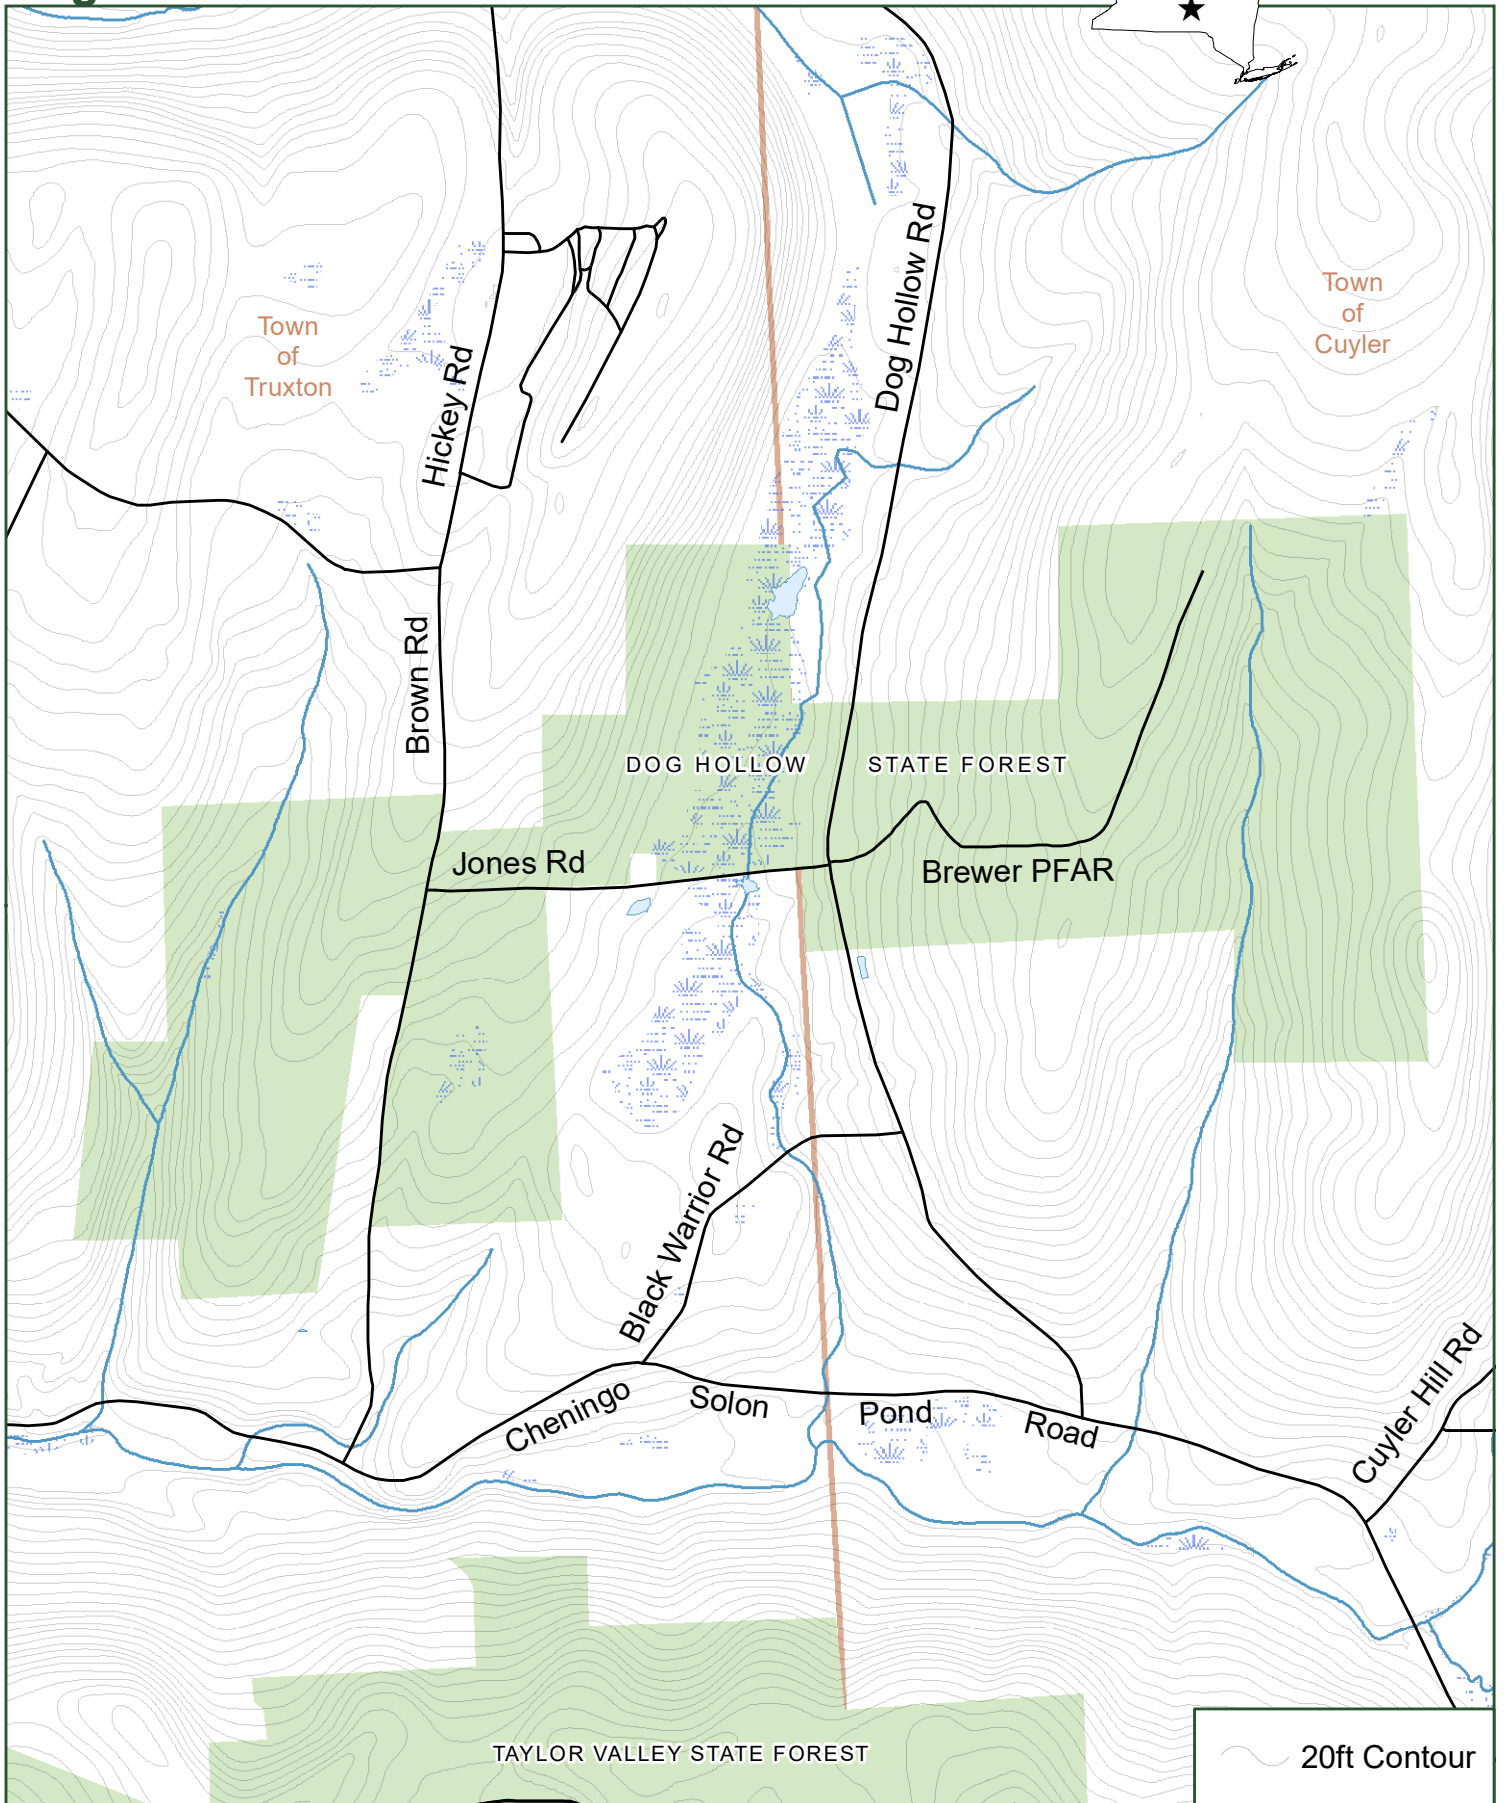 Dog Hollow Rd
Town
of
Cuyler
Town
of
Truxton
Hickey Rd
Brown Rd
DOG HOLLOW STATE FOREST
Jones Rd
Brewer PFAR
Black Warrior Rd
Cuyler Hill Rd
Cheningo Solon Pond Road
TAYLOR VALLEY STATE FOREST
20ft Contour